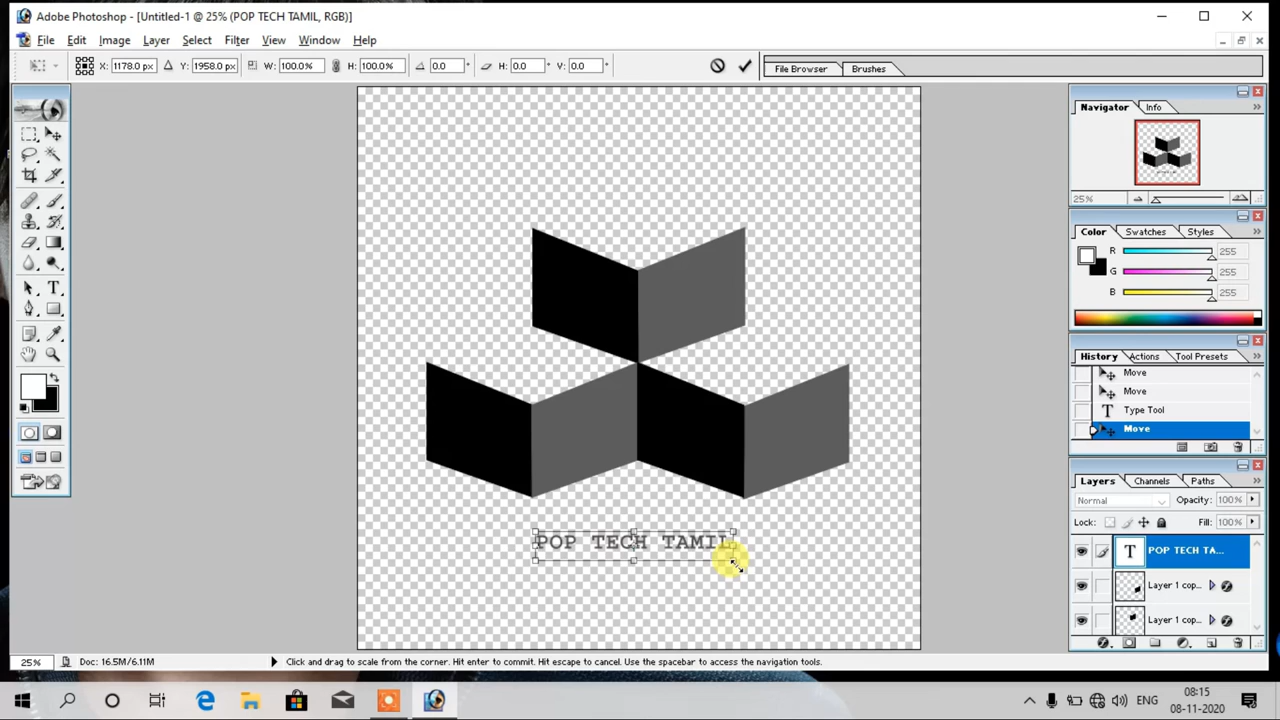 Adobe Photoshop - [Untitled-1 @ 25% (POP TECH TAMIL, RGB)]
File Edit Image Layer Select Filter View Window Help
X: 1178.0 px Y: 1958.0 px W: 100.0% H: 100.0% 0.0 ° H: 0.0 ° V: 0.0 ° File Browser Brushes
Navigator Info
25%
Color Swatches Styles
R 255
G 255
B 255
History Actions Tool Presets
Move
Move
Type Tool
Move
Layers Channels Paths
Normal Opacity: 100%
Lock: Fill: 100%
T POP TECH TA...
Layer 1 cop...
Layer 1 cop...
POP TECH TAMIL
25% Doc: 16.5M/6.11M Click and drag to scale from the corner. Hit enter to commit. Hit escape to cancel. Use the spacebar to access the navigation tools.
ENG 08:15
08-11-2020